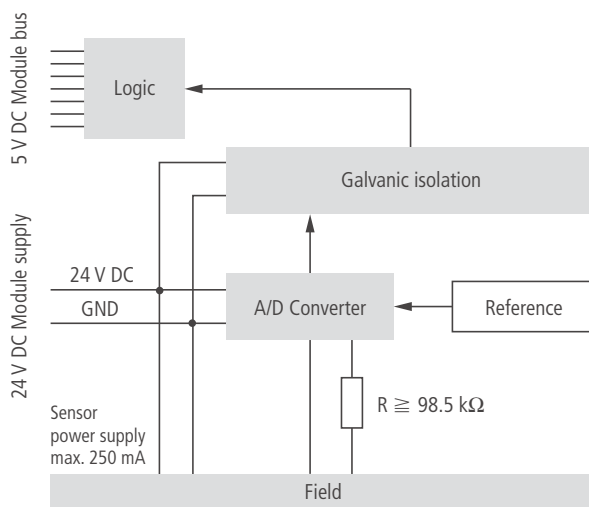 5 V DC Module bus
Logic
Galvanic isolation
24 V DC Module supply
24 V DC
GND
A/D Converter
Reference
R ≧ 98.5 kΩ
Sensor
power supply
max. 250 mA
Field